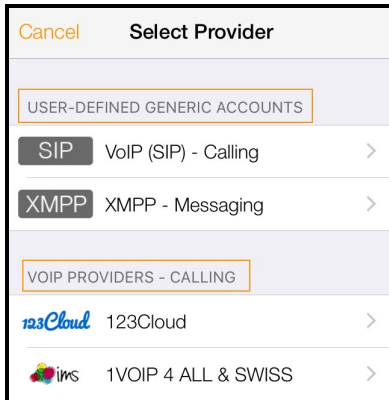 Cancel Select Provider
USER-DEFINED GENERIC ACCOUNTS
SIP VoIP (SIP) - Calling
XMPP XMPP - Messaging
VOIP PROVIDERS - CALLING
123Cloud 123Cloud
ims 1VOIP 4 ALL & SWISS